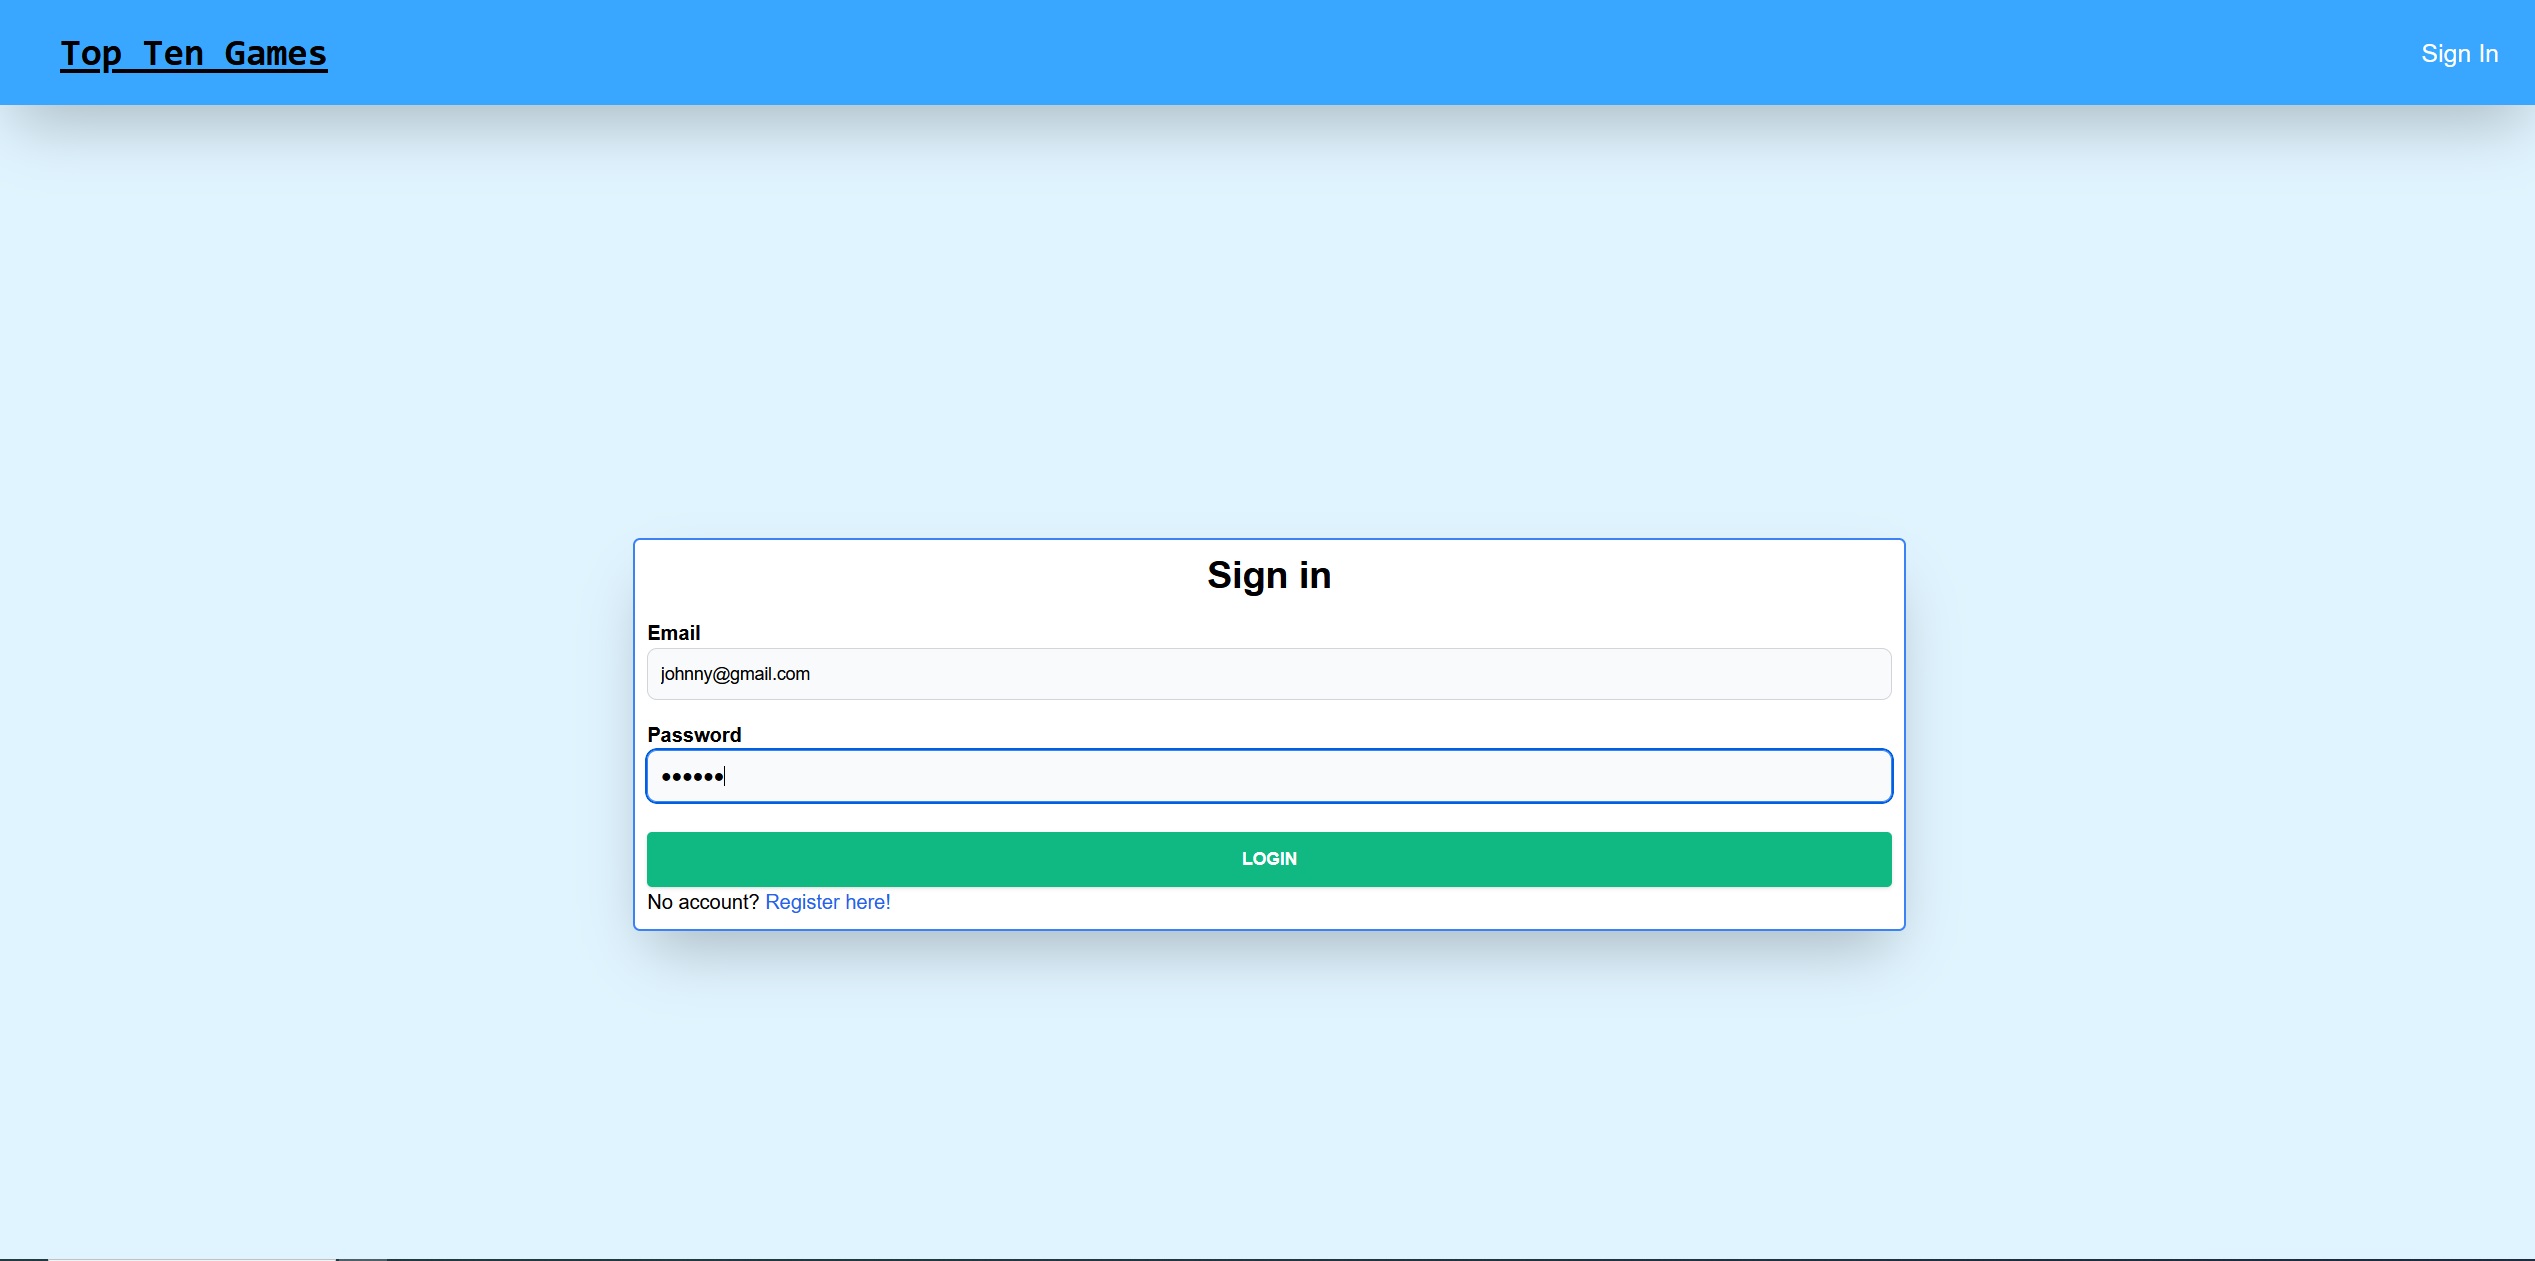 Top Ten Games
Sign In
Sign in
Email
johnny@gmail.com
Password
••••••
LOGIN
No account? Register here!